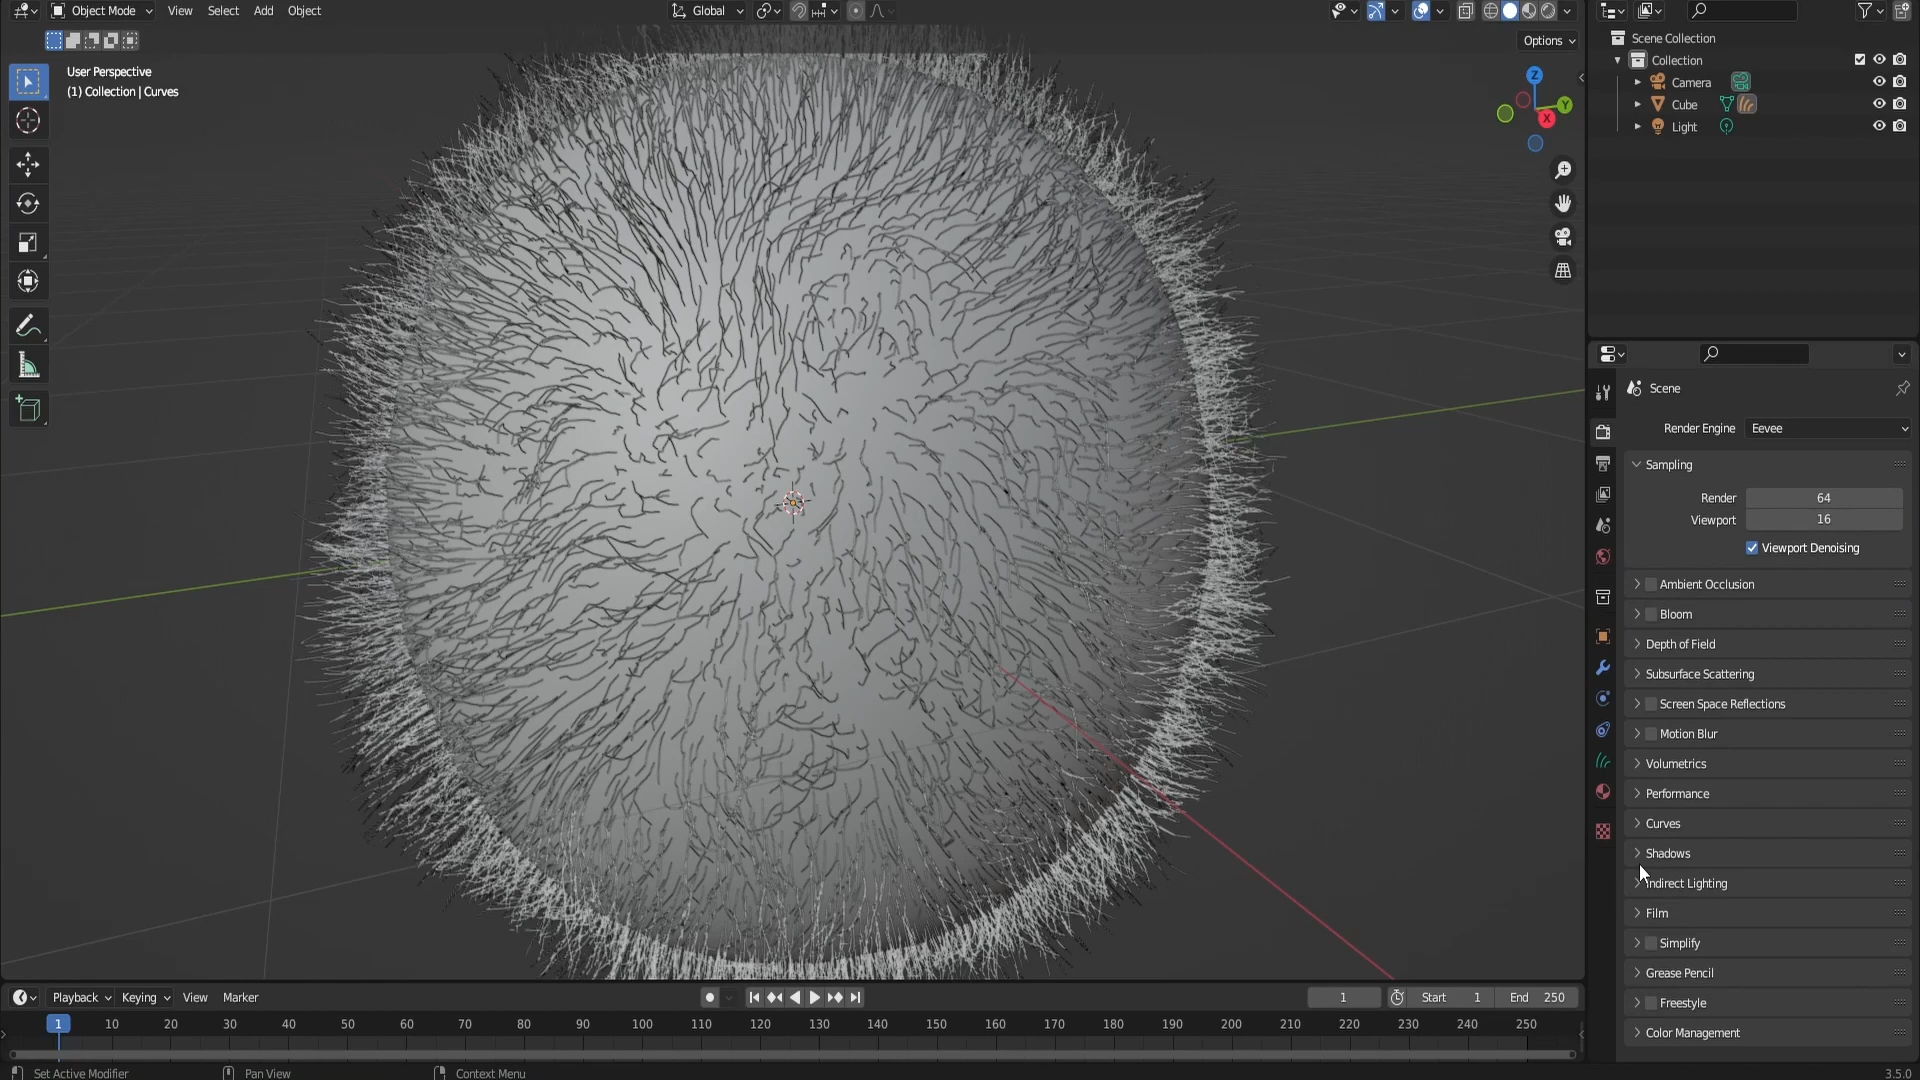 Object Mode View Select Add Object Global
Options
User Perspective
(1) Collection | Curves
Z
Y
X
Scene Collection
Collection
Camera
Cube
Light
Scene
Render Engine Eevee
Sampling
Render 64
Viewport 16
Viewport Denoising
Ambient Occlusion
Bloom
Depth of Field
Subsurface Scattering
Screen Space Reflections
Motion Blur
Volumetrics
Performance
Curves
Shadows
Indirect Lighting
Film
Simplify
Grease Pencil
Freestyle
Color Management
Playback Keying View Marker 1 Start 1 End 250
1 10 20 30 40 50 60 70 80 90 100 110 120 130 140 150 160 170 180 190 200 210 220 230 240 250
Set Active Modifier Pan View Context Menu 3.5.0